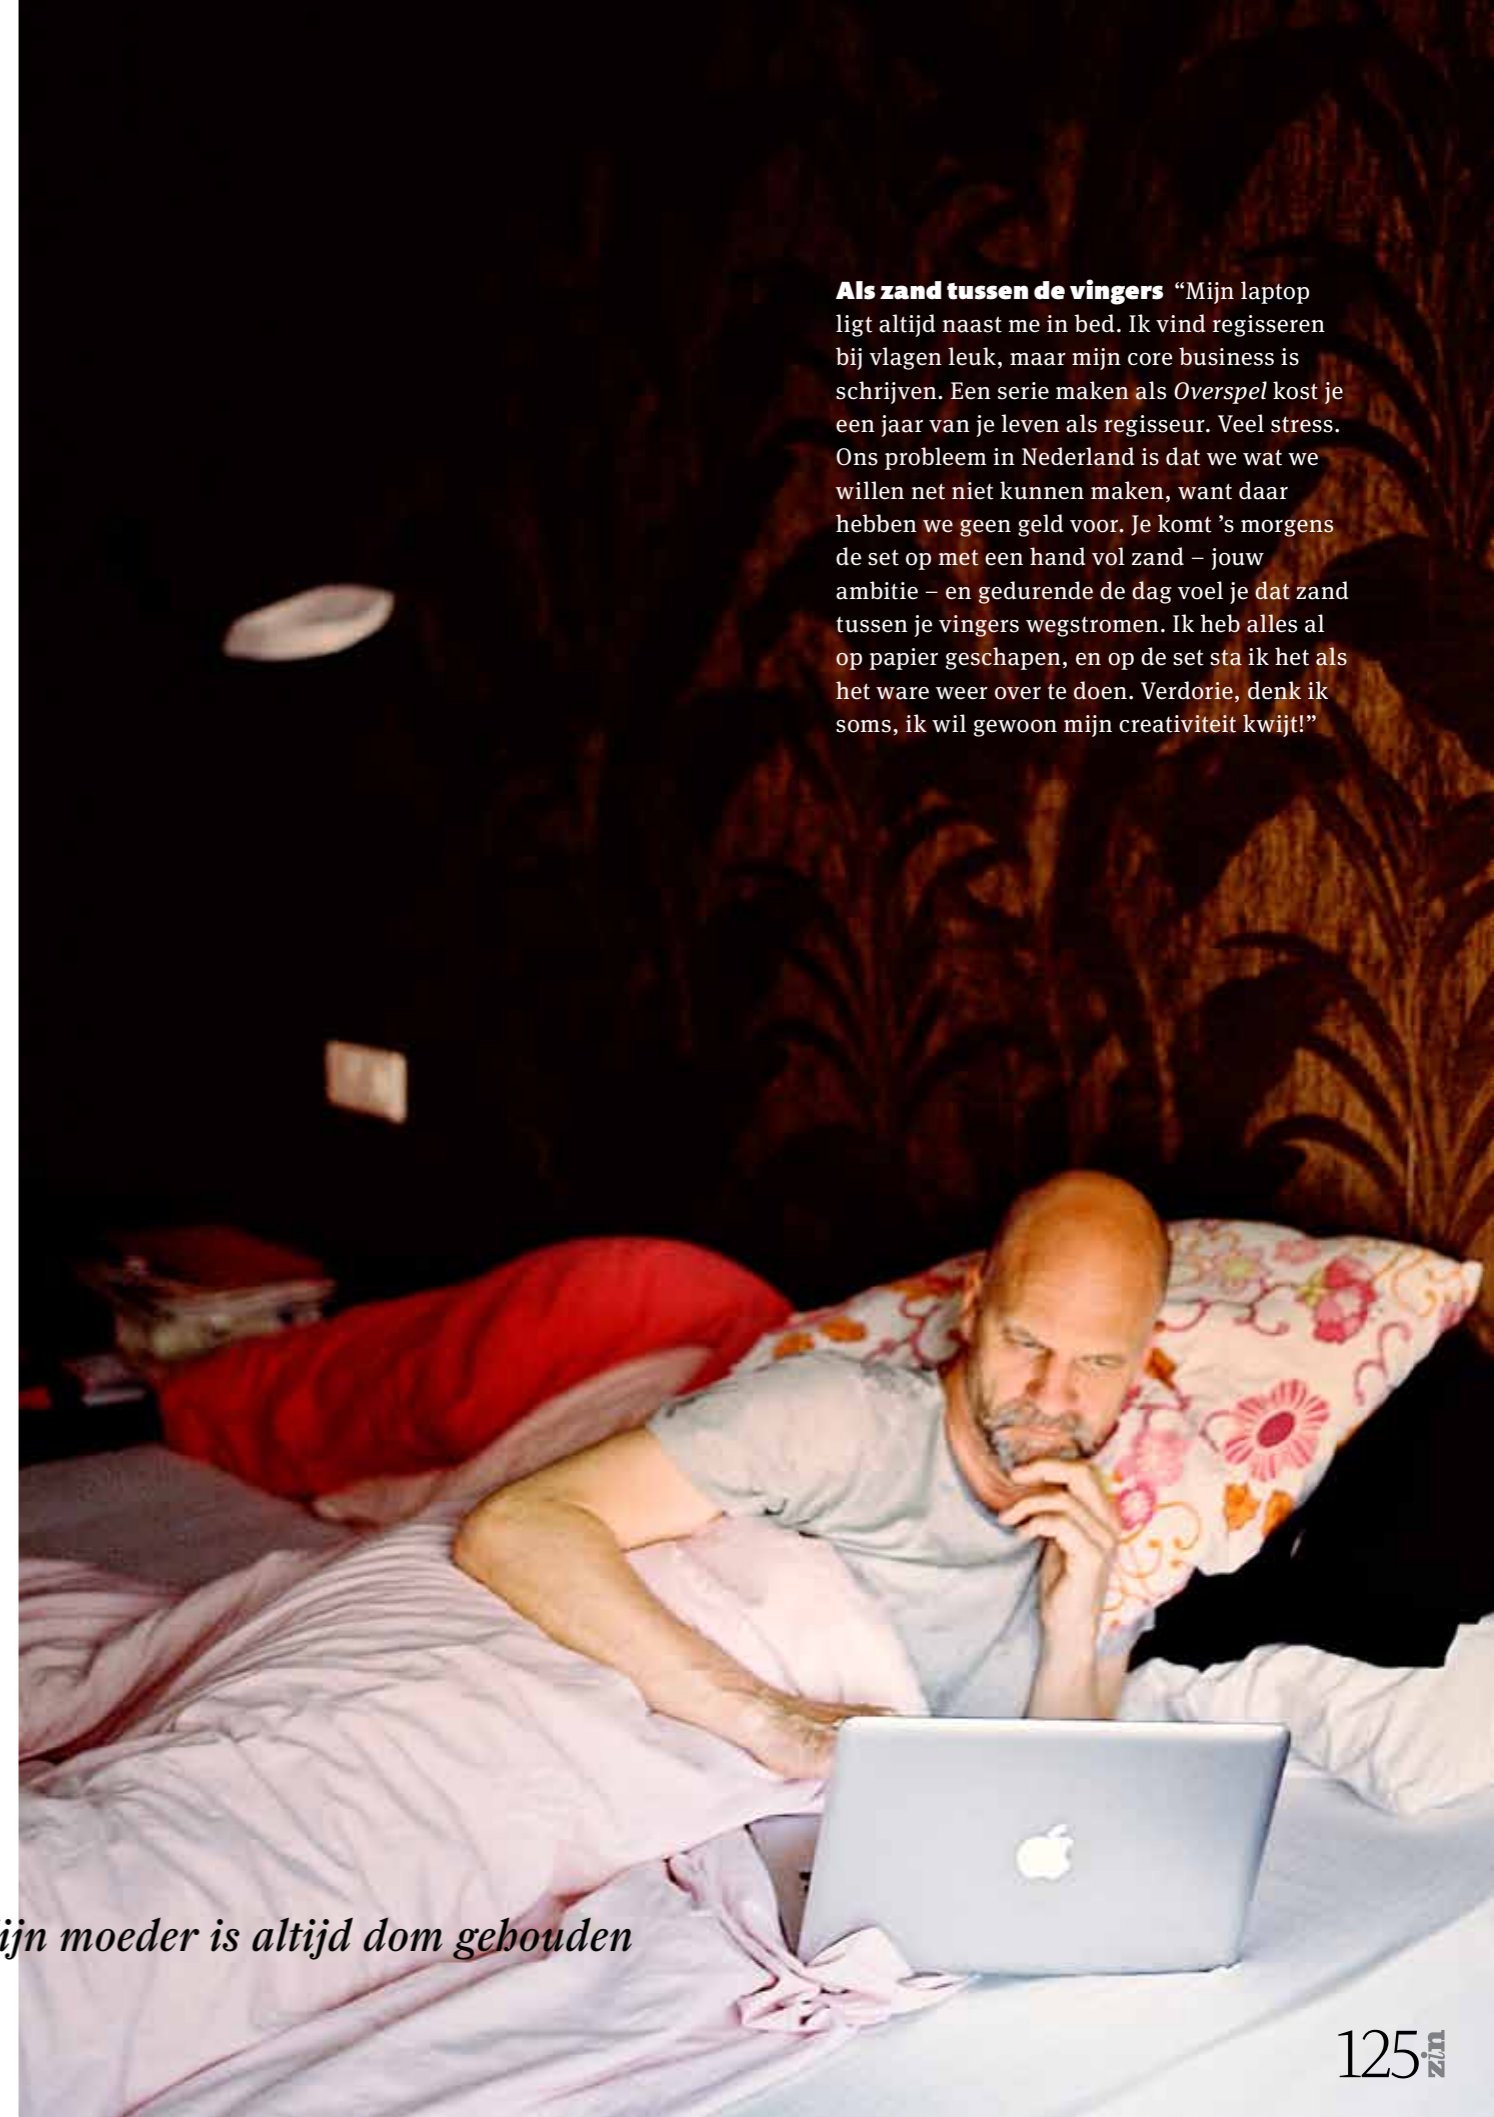 Als zand tussen de vingers “Mijn laptop
ligt altijd naast me in bed. Ik vind regisseren
bij vlagen leuk, maar mijn core business is
schrijven. Een serie maken als Overspel kost je
een jaar van je leven als regisseur. Veel stress.
Ons probleem in Nederland is dat we wat we
willen net niet kunnen maken, want daar
hebben we geen geld voor. Je komt ’s morgens
de set op met een hand vol zand – jouw
ambitie – en gedurende de dag voel je dat zand
tussen je vingers wegstromen. Ik heb alles al
op papier geschapen, en op de set sta ik het als
het ware weer over te doen. Verdorie, denk ik
soms, ik wil gewoon mijn creativiteit kwijt!”
ijn moeder is altijd dom gehouden
125 zin